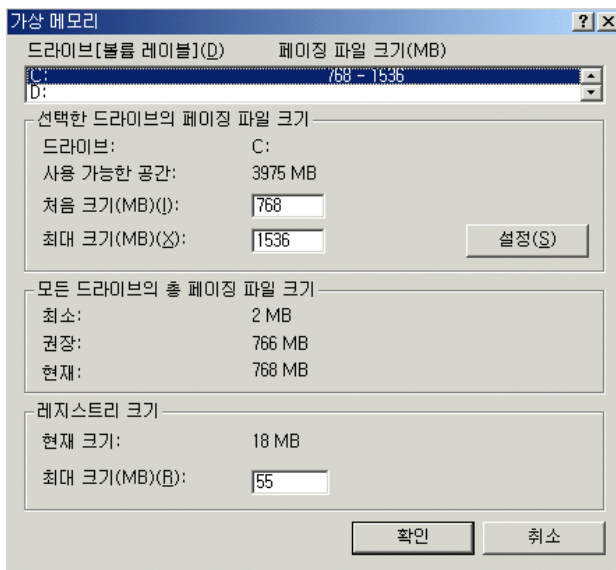 가상 메모리
드라이브[볼륨 레이블](D) 페이징 파일 크기(MB)
C: 768 - 1536
D:
선택한 드라이브의 페이징 파일 크기
드라이브: C:
사용 가능한 공간: 3975 MB
처음 크기(MB)(I): 768
최대 크기(MB)(X): 1536
설정(S)
모든 드라이브의 총 페이징 파일 크기
최소: 2 MB
권장: 766 MB
현재: 768 MB
레지스트리 크기
현재 크기: 18 MB
최대 크기(MB)(R): 55
확인 취소